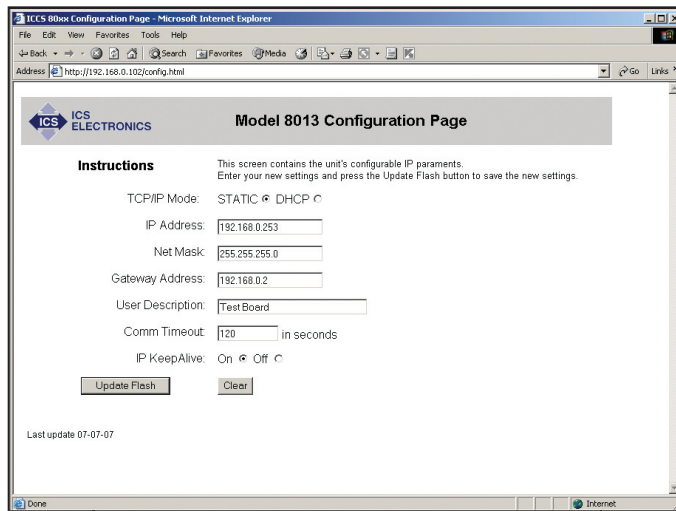 ICCS 80xx Configuration Page - Microsoft Internet Explorer
File Edit View Favorites Tools Help
Back Search Favorites Media
Address http://192.168.0.102/config.html Go Links »
ICS ICS
ELECTRONICS
Model 8013 Configuration Page
Instructions
This screen contains the unit's configurable IP paraments.
Enter your new settings and press the Update Flash button to save the new settings.
TCP/IP Mode: STATIC DHCP
IP Address: 192.168.0.253
Net Mask: 255.255.255.0
Gateway Address: 192.168.0.2
User Description: Test Board
Comm Timeout: 120 in seconds
IP KeepAlive: On Off
Update Flash Clear
Last update 07-07-07
Done Internet